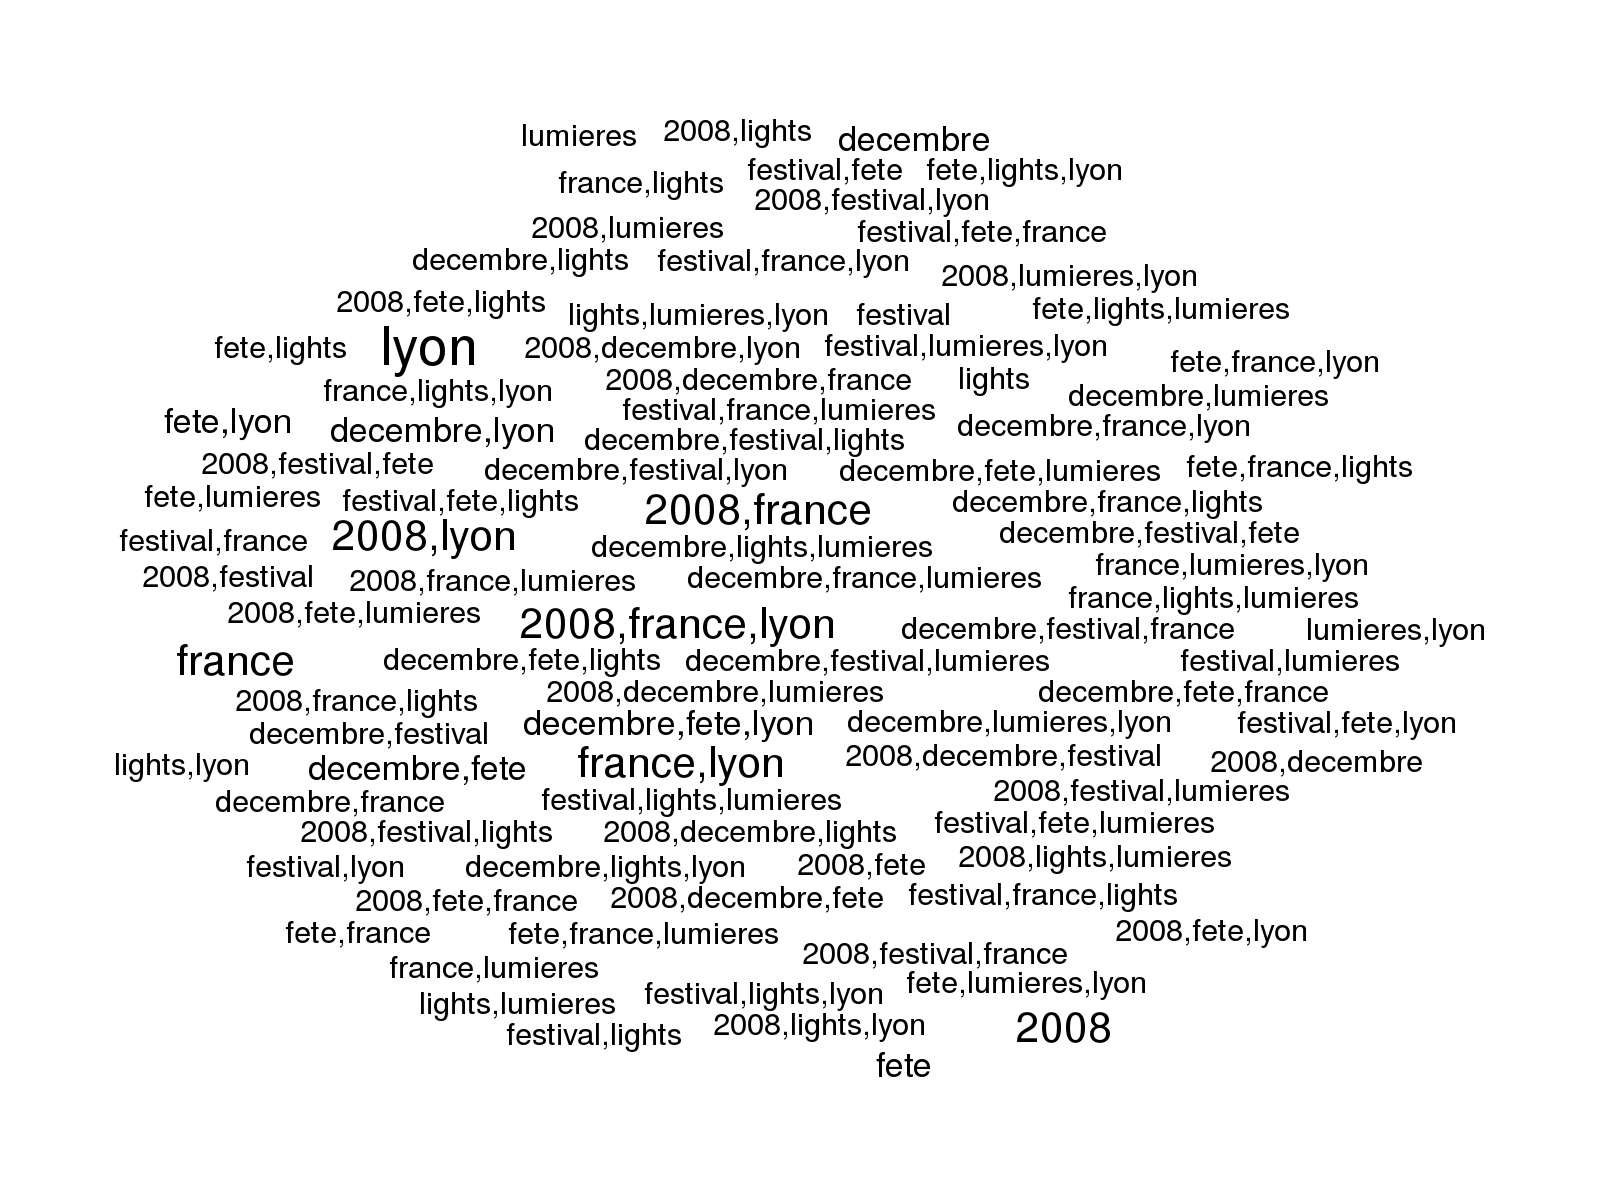 lumieres 2008,lights decembre
festival,fete fete,lights,lyon
france,lights
2008,festival,lyon
2008,lumieres festival,fete,france
decembre,lights festival,france,lyon
2008,lumieres,lyon
2008,fete,lights lights,lumieres,lyon festival fete,lights,lumieres
fete,lights lyon 2008,decembre,lyon festival,lumieres,lyon
fete,france,lyon
france,lights,lyon 2008,decembre,france lights
decembre,lumieres
festival,france,lumieres
fete,lyon decembre,lyon decembre,festival,lights decembre,france,lyon
2008,festival,fete decembre,festival,lyon decembre,fete,lumieres fete,france,lights
fete,lumieres festival,fete,lights 2008,france decembre,france,lights
festival,france 2008,lyon decembre,lights,lumieres decembre,festival,fete
france,lumieres,lyon
2008,festival 2008,france,lumieres decembre,france,lumieres
france,lights,lumieres
2008,fete,lumieres 2008,france,lyon decembre,festival,france lumieres,lyon
france decembre,fete,lights decembre,festival,lumieres festival,lumieres
2008,france,lights 2008,decembre,lumieres decembre,fete,france
decembre,festival decembre,fete,lyon decembre,lumieres,lyon festival,fete,lyon
lights,lyon decembre,fete france,lyon 2008,decembre,festival 2008,decembre
decembre,france festival,lights,lumieres 2008,festival,lumieres
2008,festival,lights 2008,decembre,lights festival,fete,lumieres
festival,lyon decembre,lights,lyon 2008,fete 2008,lights,lumieres
2008,fete,france 2008,decembre,fete festival,france,lights
fete,france fete,france,lumieres 2008,fete,lyon
2008,festival,france
france,lumieres
fete,lumieres,lyon
lights,lumieres festival,lights,lyon
festival,lights 2008,lights,lyon 2008
fete